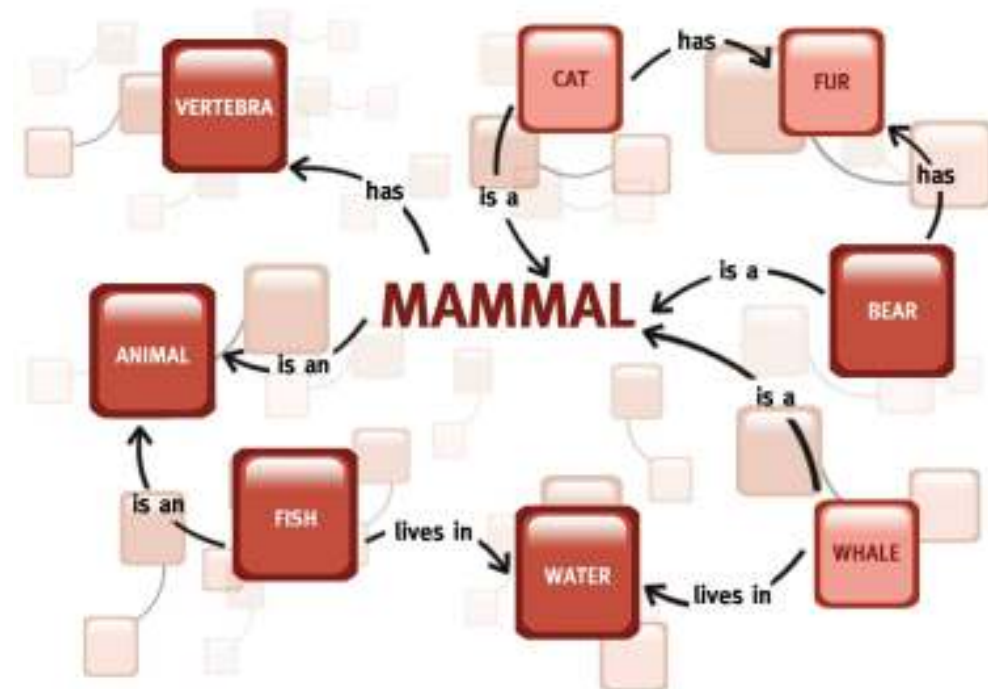 CAT
has
FUR
VERTEBRA
has
is a
has
MAMMAL
is a
BEAR
ANIMAL
is an
is a
is an
FISH
lives in
WATER
WHALE
lives in